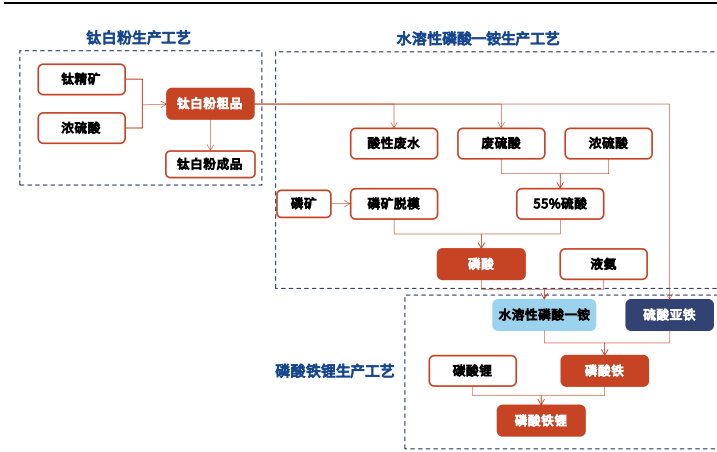 钛白粉生产工艺
水溶性磷酸一铵生产工艺
钛精矿
钛白粉粗品
浓硫酸
酸性废水
废硫酸
浓硫酸
钛白粉成品
磷矿
磷矿脱模
55%硫酸
磷酸
液氨
水溶性磷酸一铵
硫酸亚铁
磷酸铁锂生产工艺
碳酸锂
磷酸铁
磷酸铁锂